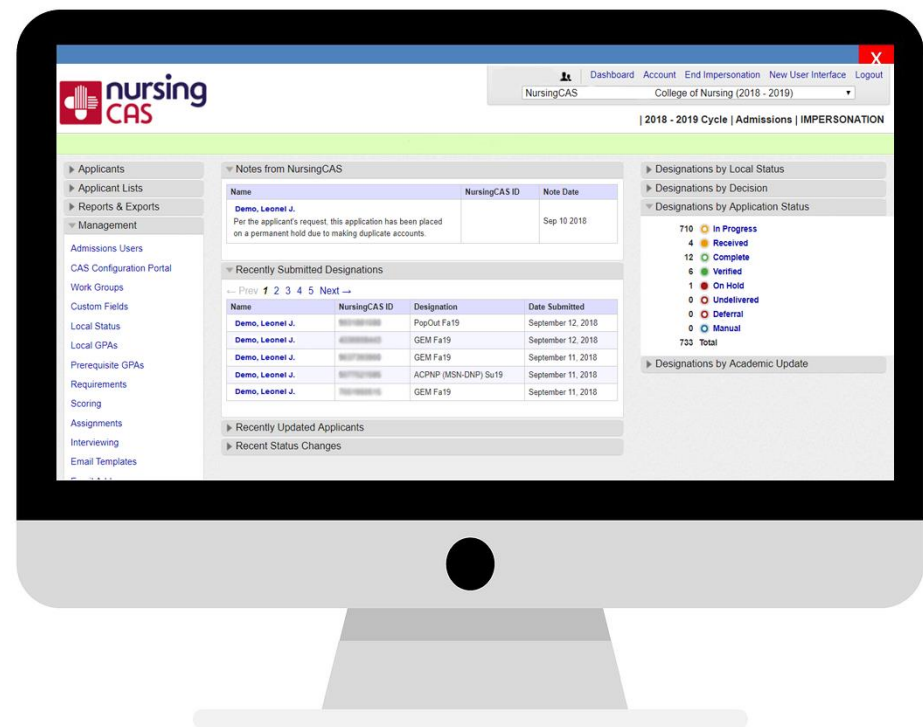 X
nursing
CAS
Dashboard Account End Impersonation New User Interface Logout
NursingCAS College of Nursing (2018 - 2019)
| 2018 - 2019 Cycle | Admissions | IMPERSONATION
Applicants
Applicant Lists
Reports & Exports
Management
Admissions Users
CAS Configuration Portal
Work Groups
Custom Fields
Local Status
Local GPAs
Prerequisite GPAs
Requirements
Scoring
Assignments
Interviewing
Email Templates
Notes from NursingCAS
Name NursingCAS ID Note Date
Demo, Leonel J.
Per the applicant's request, this application has been placed
on a permanent hold due to making duplicate accounts.
Sep 10 2018
Recently Submitted Designations
← Prev 1 2 3 4 5 Next →
Name NursingCAS ID Designation Date Submitted
Demo, Leonel J. PopOut Fa19 September 12, 2018
Demo, Leonel J. GEM Fa19 September 12, 2018
Demo, Leonel J. GEM Fa19 September 11, 2018
Demo, Leonel J. ACPNP (MSN-DNP) Su19 September 11, 2018
Demo, Leonel J. GEM Fa19 September 11, 2018
Recently Updated Applicants
Recent Status Changes
Designations by Local Status
Designations by Decision
Designations by Application Status
710 In Progress
4 Received
12 Complete
6 Verified
1 On Hold
0 Undelivered
0 Deferral
0 Manual
733 Total
Designations by Academic Update